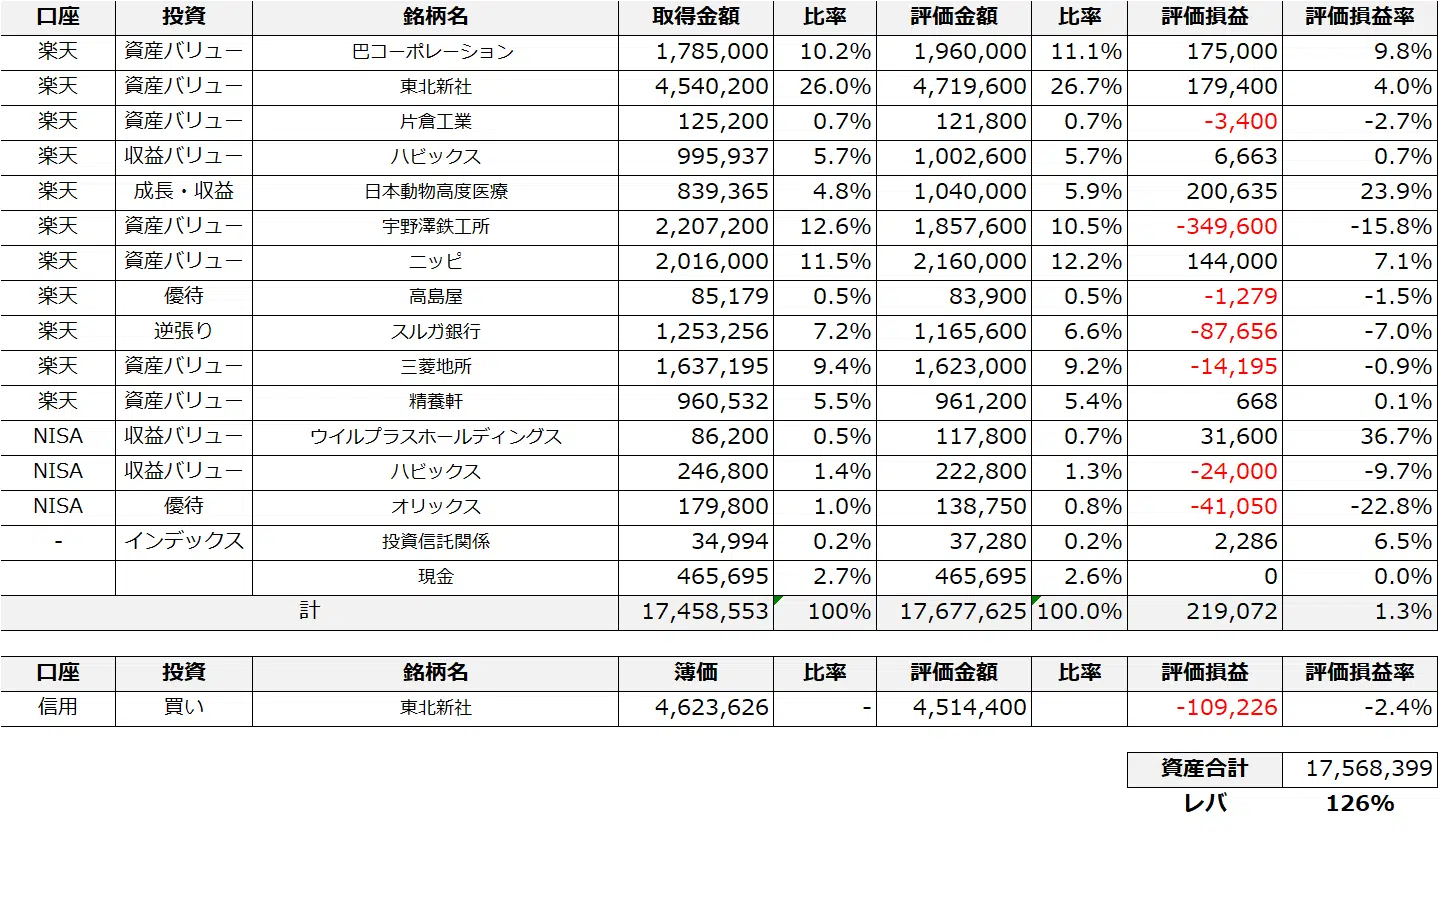 口座 投資 銘柄名 取得金額 比率 評価金額 比率 評価損益 評価損益率
楽天 資産バリュー 巴コーポレーション 1,785,000 10.2% 1,960,000 11.1% 175,000 9.8%
楽天 資産バリュー 東北新社 4,540,200 26.0% 4,719,600 26.7% 179,400 4.0%
楽天 資産バリュー 片倉工業 125,200 0.7% 121,800 0.7% -3,400 -2.7%
楽天 収益バリュー ハビックス 995,937 5.7% 1,002,600 5.7% 6,663 0.7%
楽天 成長・収益 日本動物高度医療 839,365 4.8% 1,040,000 5.9% 200,635 23.9%
楽天 資産バリュー 宇野澤鉄工所 2,207,200 12.6% 1,857,600 10.5% -349,600 -15.8%
楽天 資産バリュー ニッピ 2,016,000 11.5% 2,160,000 12.2% 144,000 7.1%
楽天 優待 高島屋 85,179 0.5% 83,900 0.5% -1,279 -1.5%
楽天 逆張り スルガ銀行 1,253,256 7.2% 1,165,600 6.6% -87,656 -7.0%
楽天 資産バリュー 三菱地所 1,637,195 9.4% 1,623,000 9.2% -14,195 -0.9%
楽天 資産バリュー 精養軒 960,532 5.5% 961,200 5.4% 668 0.1%
NISA 収益バリュー ウイルプラスホールディングス 86,200 0.5% 117,800 0.7% 31,600 36.7%
NISA 収益バリュー ハビックス 246,800 1.4% 222,800 1.3% -24,000 -9.7%
NISA 優待 オリックス 179,800 1.0% 138,750 0.8% -41,050 -22.8%
- インデックス 投資信託関係 34,994 0.2% 37,280 0.2% 2,286 6.5%
現金 465,695 2.7% 465,695 2.6% 0 0.0%
計 17,458,553 100% 17,677,625 100.0% 219,072 1.3%
口座 投資 銘柄名 簿価 比率 評価金額 比率 評価損益 評価損益率
信用 買い 東北新社 4,623,626 - 4,514,400 -109,226 -2.4%
資産合計 17,568,399
レバ 126%